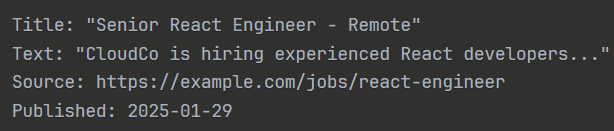 Title: "Senior React Engineer - Remote"
Text: "CloudCo is hiring experienced React developers..."
Source: https://example.com/jobs/react-engineer
Published: 2025-01-29